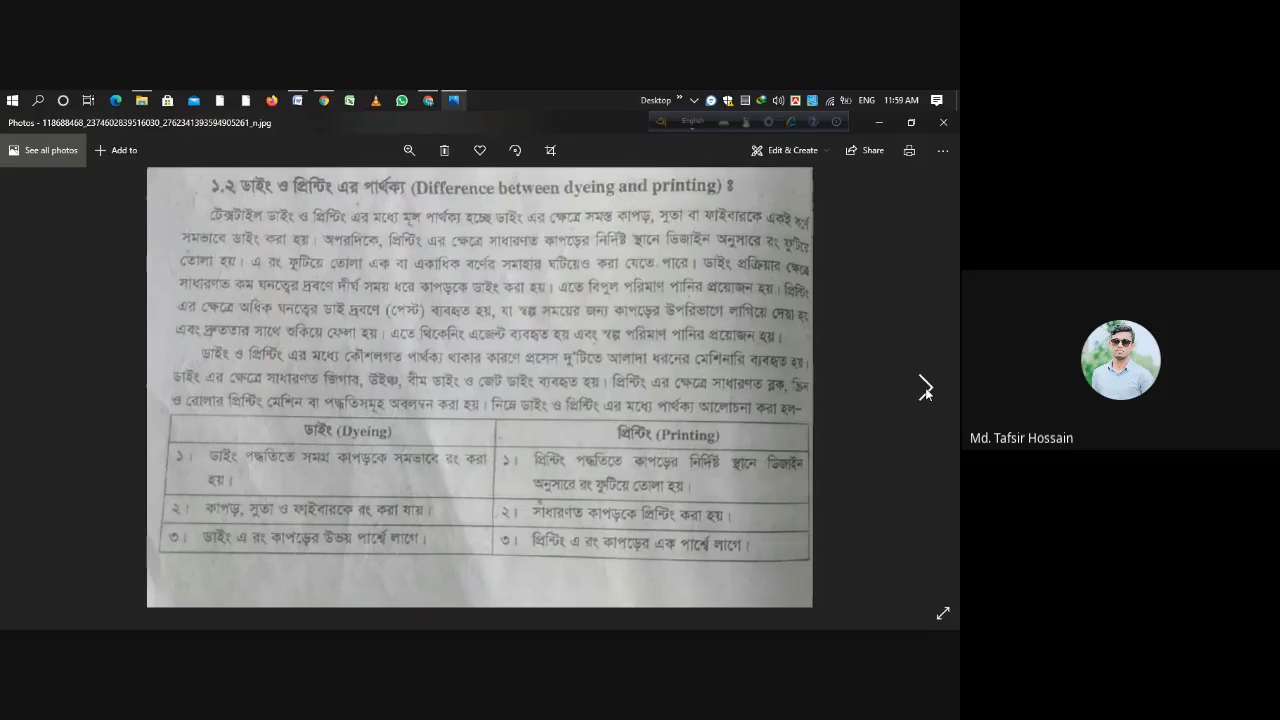 Desktop
ENG
11:59 AM
Photos - 118688468_2374602839516030_2762341393594905261_n.jpg
English
See all photos
Add to
Edit & Create
Share
১.২ ডাইং ও প্রিন্টিং এর পার্থক্য (Difference between dyeing and printing) ঃ
টেক্সটাইল ডাইং ও প্রিন্টিং এর মধ্যে মূল পার্থক্য হচ্ছে ডাইং এর ক্ষেত্রে সমস্ত কাপড়, সুতা বা ফাইবারকে একই বর্ণে
সমভাবে ডাইং করা হয়। অপরদিকে, প্রিন্টিং এর ক্ষেত্রে সাধারণত কাপড়ের নির্দিষ্ট স্থানে ডিজাইন অনুসারে রং ফুটিয়ে
তোলা হয়। এ রং ফুটিয়ে তোলা এক বা একাধিক বর্ণের সমাহার ঘটিয়েও করা যেতে পারে। ডাইং প্রক্রিয়ার ক্ষেত্রে
সাধারণত কম ঘনত্বের দ্রবণে দীর্ঘ সময় ধরে কাপড়কে ডাইং করা হয়। এতে বিপুল পরিমাণ পানির প্রয়োজন হয়। প্রিন্টিং
এর ক্ষেত্রে অধিক ঘনত্বের ডাই দ্রবণে (পেস্ট) ব্যবহৃত হয়, যা স্বল্প সময়ের জন্য কাপড়ের উপরিভাগে লাগিয়ে দেয়া হয়
এবং দ্রুততার সাথে শুকিয়ে ফেলা হয়। এতে থিকেনিং এজেন্ট ব্যবহৃত হয় এবং স্বল্প পরিমাণ পানির প্রয়োজন হয়।
ডাইং ও প্রিন্টিং এর মধ্যে কৌশলগত পার্থক্য থাকার কারণে প্রসেস দু'টিতে আলাদা ধরনের মেশিনারি ব্যবহৃত হয়।
ডাইং এর ক্ষেত্রে সাধারণত জিগার, উইঞ্চ, বীম ডাইং ও জেট ডাইং ব্যবহৃত হয়। প্রিন্টিং এর ক্ষেত্রে সাধারণত ব্লক, স্ক্রিন
ও রোলার প্রিন্টিং মেশিন বা পদ্ধতিসমূহ অবলম্বন করা হয়। নিম্নে ডাইং ও প্রিন্টিং এর মধ্যে পার্থক্য আলোচনা করা হল–
ডাইং (Dyeing)
প্রিন্টিং (Printing)
১। ডাইং পদ্ধতিতে সমগ্র কাপড়কে সমভাবে রং করা
হয়।
১। প্রিন্টিং পদ্ধতিতে কাপড়ের নির্দিষ্ট স্থানে ডিজাইন
অনুসারে রং ফুটিয়ে তোলা হয়।
২। কাপড়, সুতা ও ফাইবারকে রং করা যায়।
২। সাধারণত কাপড়কে প্রিন্টিং করা হয়।
৩। ডাইং এ রং কাপড়ের উভয় পার্শ্বে লাগে।
৩। প্রিন্টিং এ রং কাপড়ের এক পার্শ্বে লাগে।
Md. Tafsir Hossain